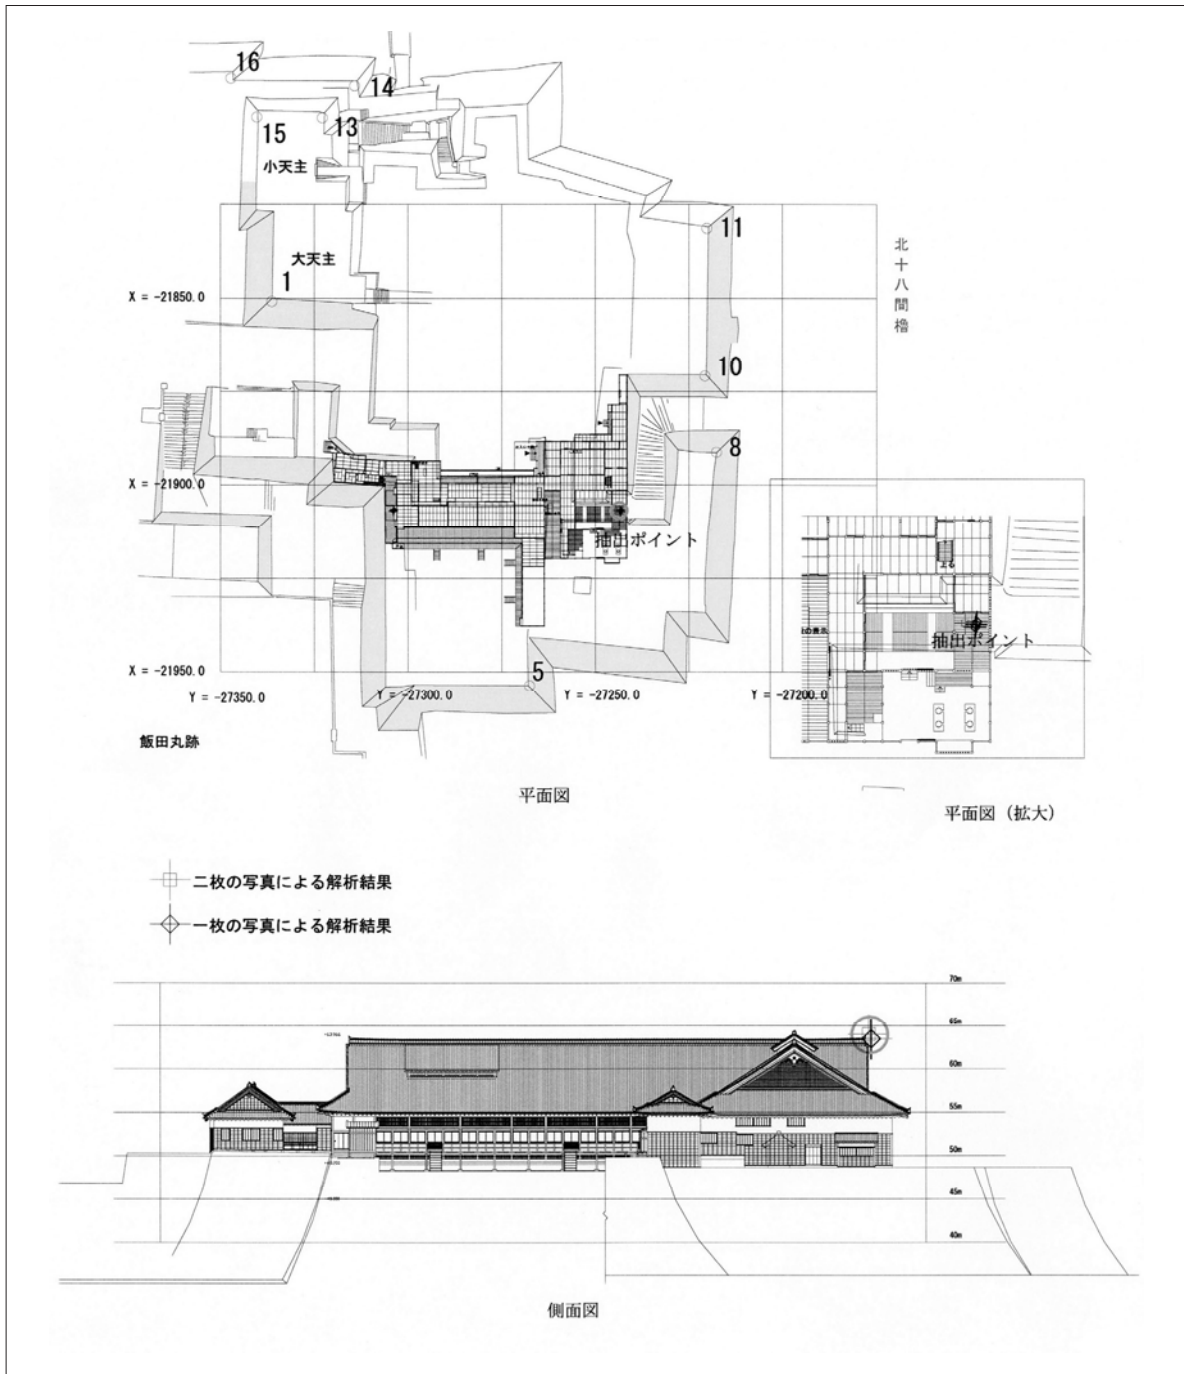 16
14
15
13
小天主
11
北十八間櫓
大天主
1
X = -21850.0
10
8
X = -21900.0
抽出ポイント
上る
抽出ポイント
X = -21950.0
5
Y = -27350.0
Y = -27300.0
Y = -27250.0
Y = -27200.0
飯田丸跡
平面図
平面図（拡大）
二枚の写真による解析結果
一枚の写真による解析結果
70m
65m
60m
55m
50m
45m
40m
側面図